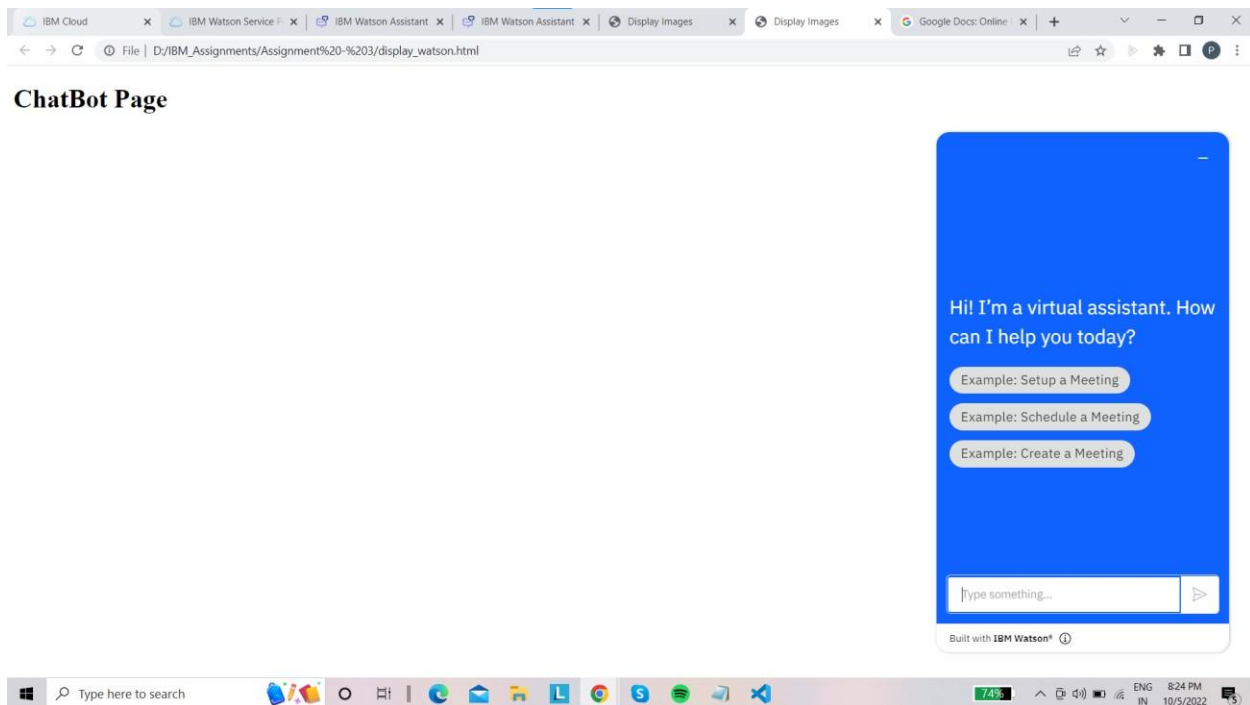 IBM Cloud
IBM Watson Service P
IBM Watson Assistant
IBM Watson Assistant
Display Images
Display Images
Google Docs: Online
File | D:/IBM_Assignments/Assignment%20-%203/display_watson.html
P
ChatBot Page
Hi! I'm a virtual assistant. How
can I help you today?
Example: Setup a Meeting
Example: Schedule a Meeting
Example: Create a Meeting
Type something...
Built with IBM Watson®
Type here to search
L
S
74%
ENG
IN
8:24 PM
10/5/2022
5